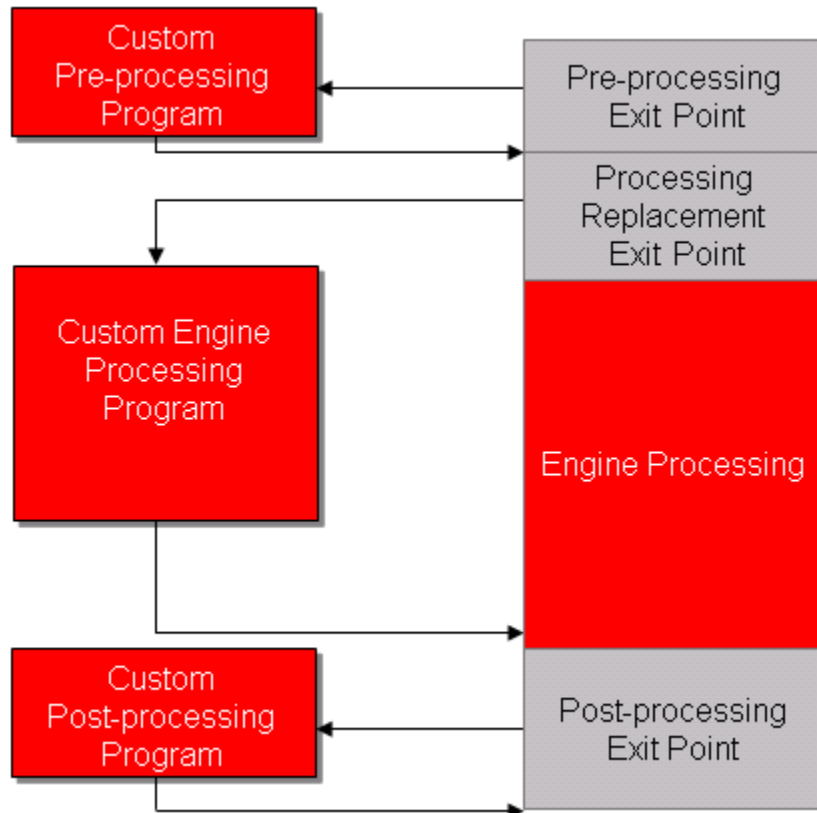 Custom
Pre-processing
Program
Pre-processing
Exit Point
Processing
Replacement
Exit Point
Custom Engine
Processing
Program
Engine Processing
Custom
Post-processing
Program
Post-processing
Exit Point